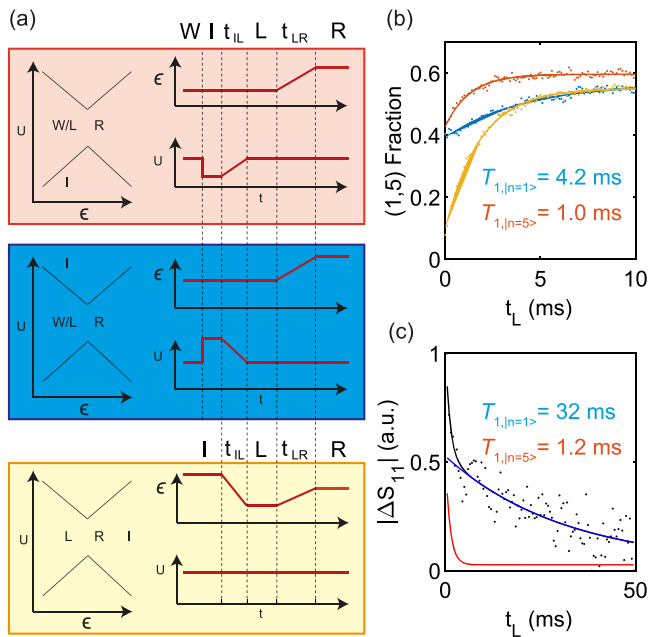 (a)
W I t_IL L t_LR R
U
W/L R
I
ϵ
ϵ
U
t
I
U
W/L R
ϵ
ϵ
U
t
I t_IL L t_LR R
U
L R I
ϵ
ϵ
U
t
(b)
(1,5) Fraction
0.6
0.4
0.2
0
T_1,|n=1> = 4.2 ms
T_1,|n=5> = 1.0 ms
0 5 10
t_L (ms)
(c)
|ΔS_11| (a.u.)
1
0.5
0
T_1,|n=1> = 32 ms
T_1,|n=5> = 1.2 ms
0 50
t_L (ms)